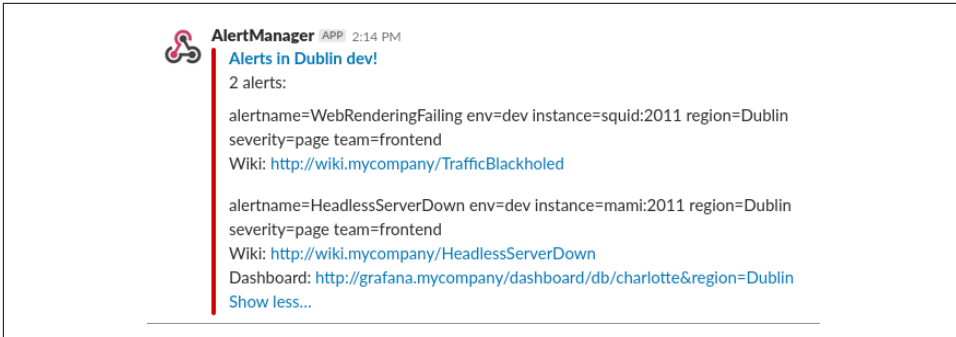 AlertManager APP 2:14 PM
Alerts in Dublin dev!
2 alerts:
alertname=WebRenderingFailing env=dev instance=squid:2011 region=Dublin
severity=page team=frontend
Wiki: http://wiki.mycompany/TrafficBlackholed
alertname=HeadlessServerDown env=dev instance=mami:2011 region=Dublin
severity=page team=frontend
Wiki: http://wiki.mycompany/HeadlessServerDown
Dashboard: http://grafana.mycompany/dashboard/db/charlotte&region=Dublin
Show less...